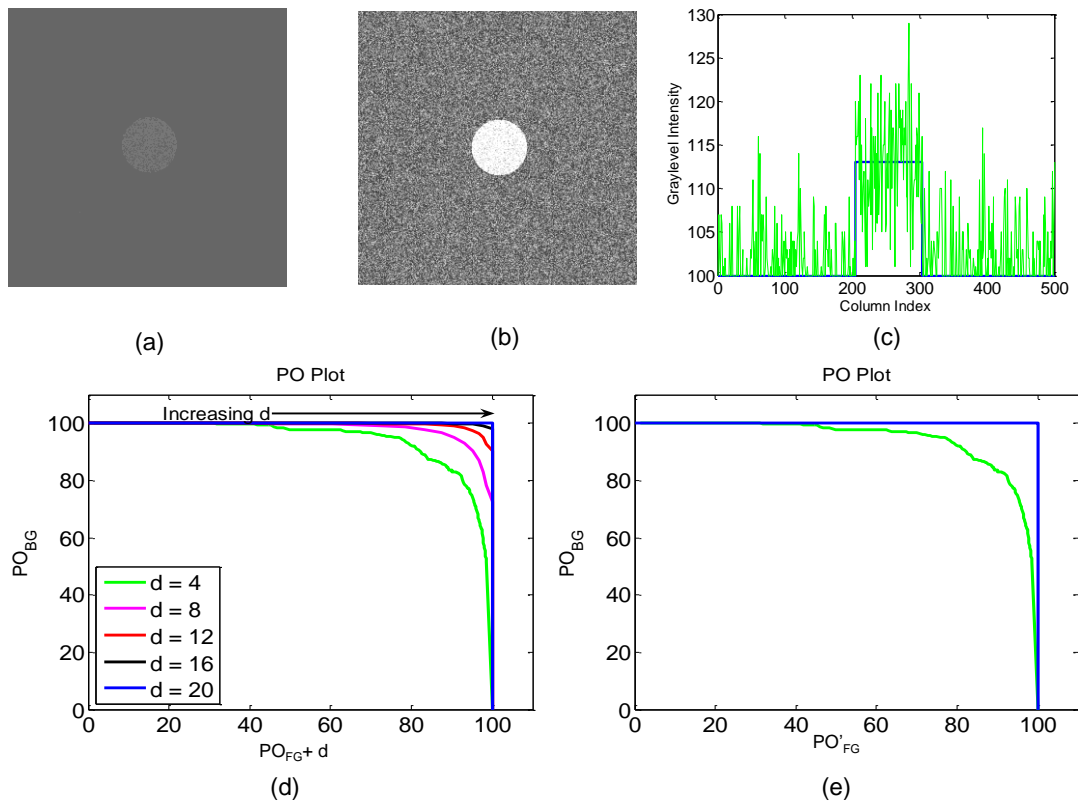 130
125
120
115
110
105
100
Graylevel Intensity
0 100 200 300 400 500
Column Index
(a)
(b)
(c)
PO Plot
Increasing d
100
80
60
40
20
0
PO_BG
d = 4
d = 8
d = 12
d = 16
d = 20
0 20 40 60 80 100
PO_FG+ d
(d)
PO Plot
100
80
60
40
20
0
PO_BG
0 20 40 60 80 100
PO'_FG
(e)